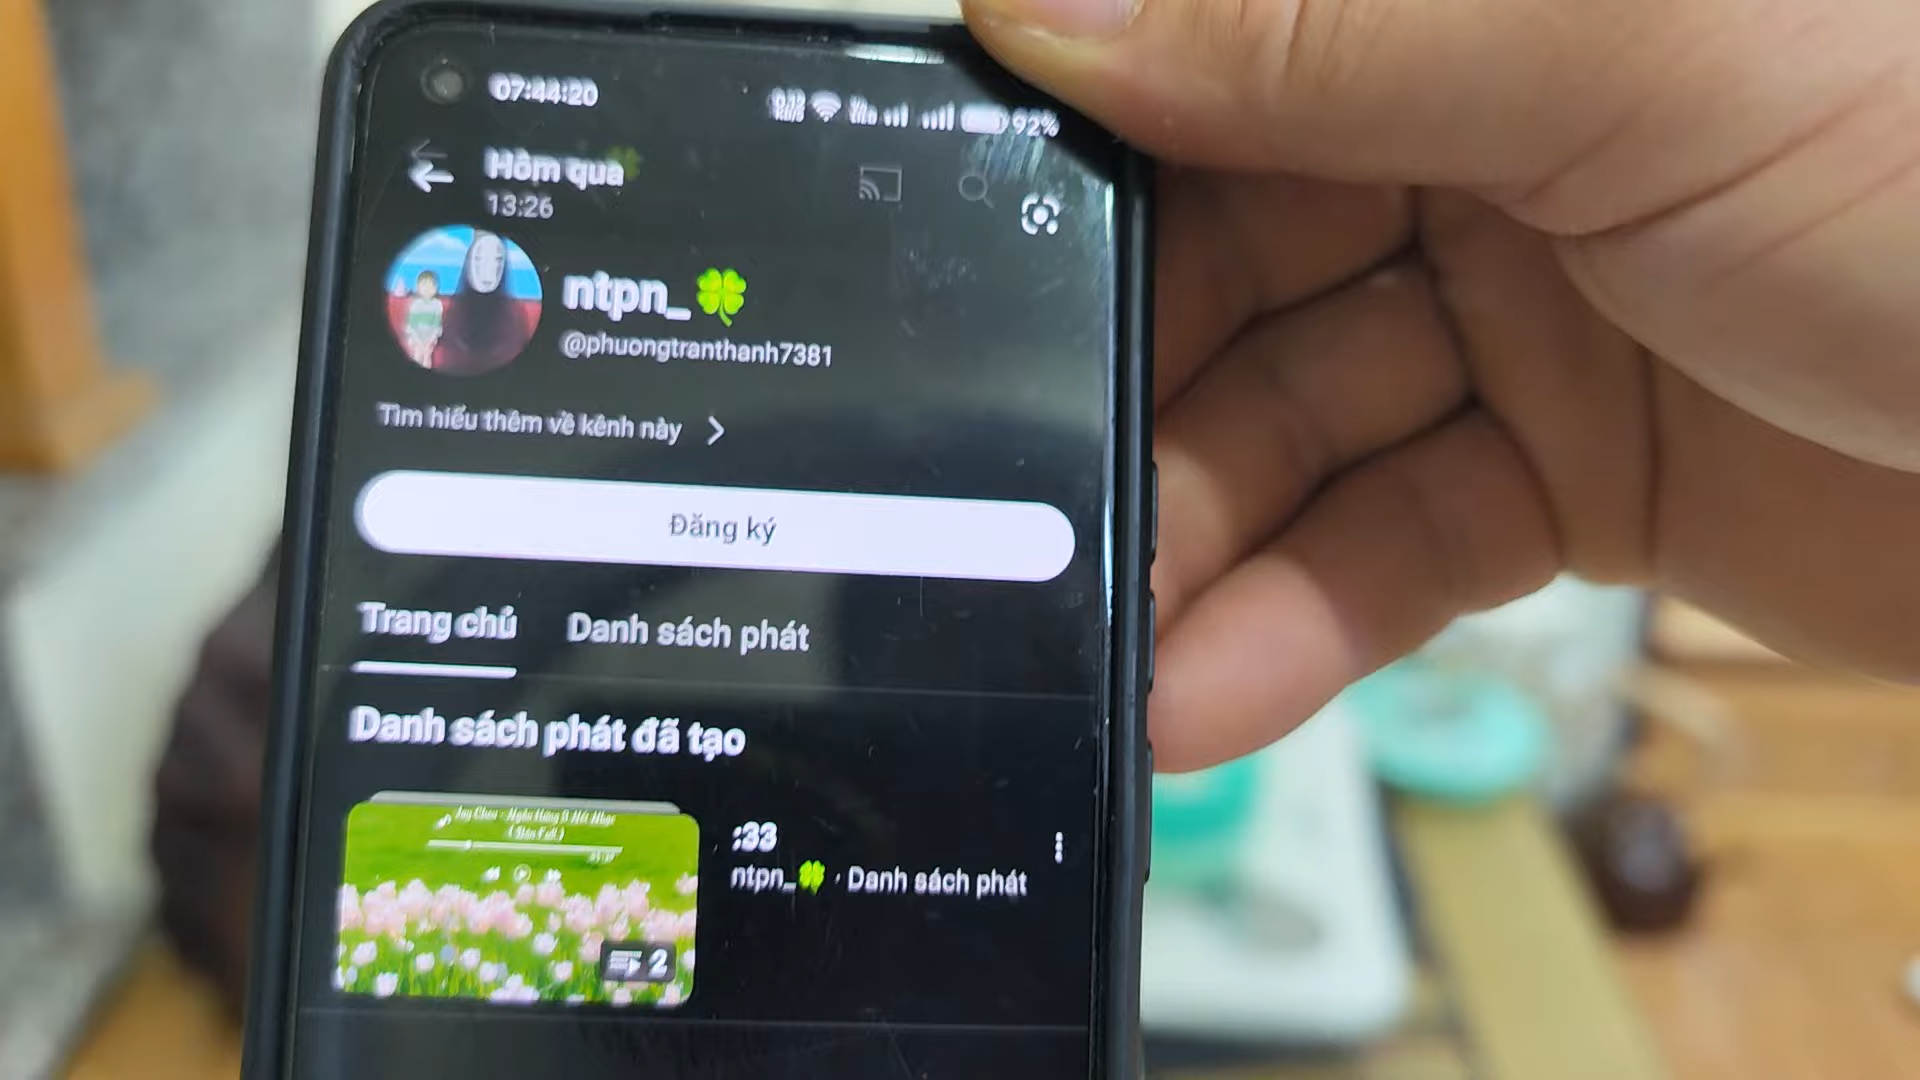 07:44:20
92%
Hôm qua
13:26
ntpn_🍀
@phuongtranthanh7381
Tìm hiểu thêm về kênh này
Đăng ký
Trang chủ
Danh sách phát
Danh sách phát đã tạo
:33
ntpn_🍀 · Danh sách phát
2